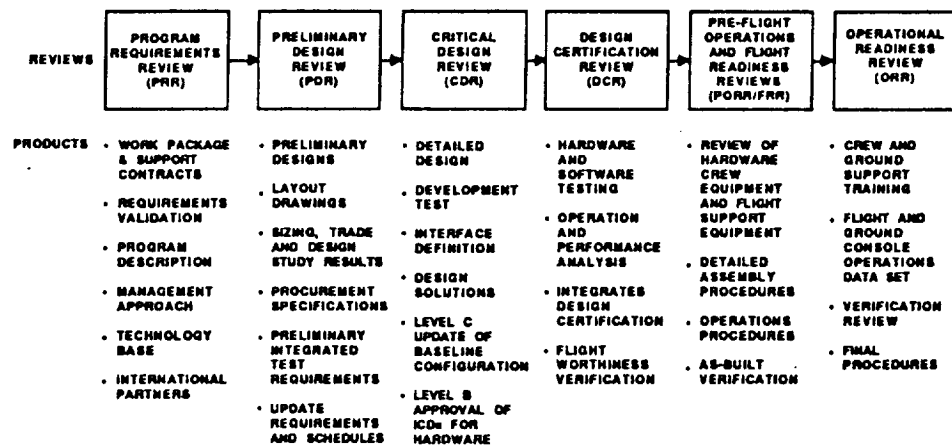 REVIEWS
PROGRAM
REQUIREMENTS
REVIEW
(PRR)
PRELIMINARY
DESIGN
REVIEW
(PDR)
CRITICAL
DESIGN
REVIEW
(CDR)
DESIGN
CERTIFICATION
REVIEW
(DCR)
PRE-FLIGHT
OPERATIONS
AND FLIGHT
READINESS
REVIEWS
(PORR/FRR)
OPERATIONAL
READINESS
REVIEW
(ORR)
PRODUCTS
• WORK PACKAGE
& SUPPORT
CONTRACTS
• REQUIREMENTS
VALIDATION
• PROGRAM
DESCRIPTION
• MANAGEMENT
APPROACH
• TECHNOLOGY
BASE
• INTERNATIONAL
PARTNERS
• PRELIMINARY
DESIGNS
• LAYOUT
DRAWINGS
• SIZING, TRADE
AND DESIGN
STUDY RESULTS
• PROCUREMENT
SPECIFICATIONS
• PRELIMINARY
INTEGRATED
TEST
REQUIREMENTS
• UPDATE
REQUIREMENTS
AND SCHEDULES
• DETAILED
DESIGN
• DEVELOPMENT
TEST
• INTERFACE
DEFINITION
• DESIGN
SOLUTIONS
• LEVEL C
UPDATE OF
BASELINE
CONFIGURATION
• LEVEL B
APPROVAL OF
ICDs FOR
HARDWARE
• HARDWARE
AND
SOFTWARE
TESTING
• OPERATION
AND
PERFORMANCE
ANALYSIS
• INTEGRATES
DESIGN
CERTIFICATION
• FLIGHT
WORTHINESS
VERIFICATION
• REVIEW OF
HARDWARE
CREW
EQUIPMENT
AND FLIGHT
SUPPORT
EQUIPMENT
• DETAILED
ASSEMBLY
PROCEDURES
• OPERATIONS
PROCEDURES
• AS-BUILT
VERIFICATION
• CREW AND
GROUND
SUPPORT
TRAINING
• FLIGHT AND
GROUND
CONSOLE
OPERATIONS
DATA SET
• VERIFICATION
REVIEW
• FINAL
PROCEDURES